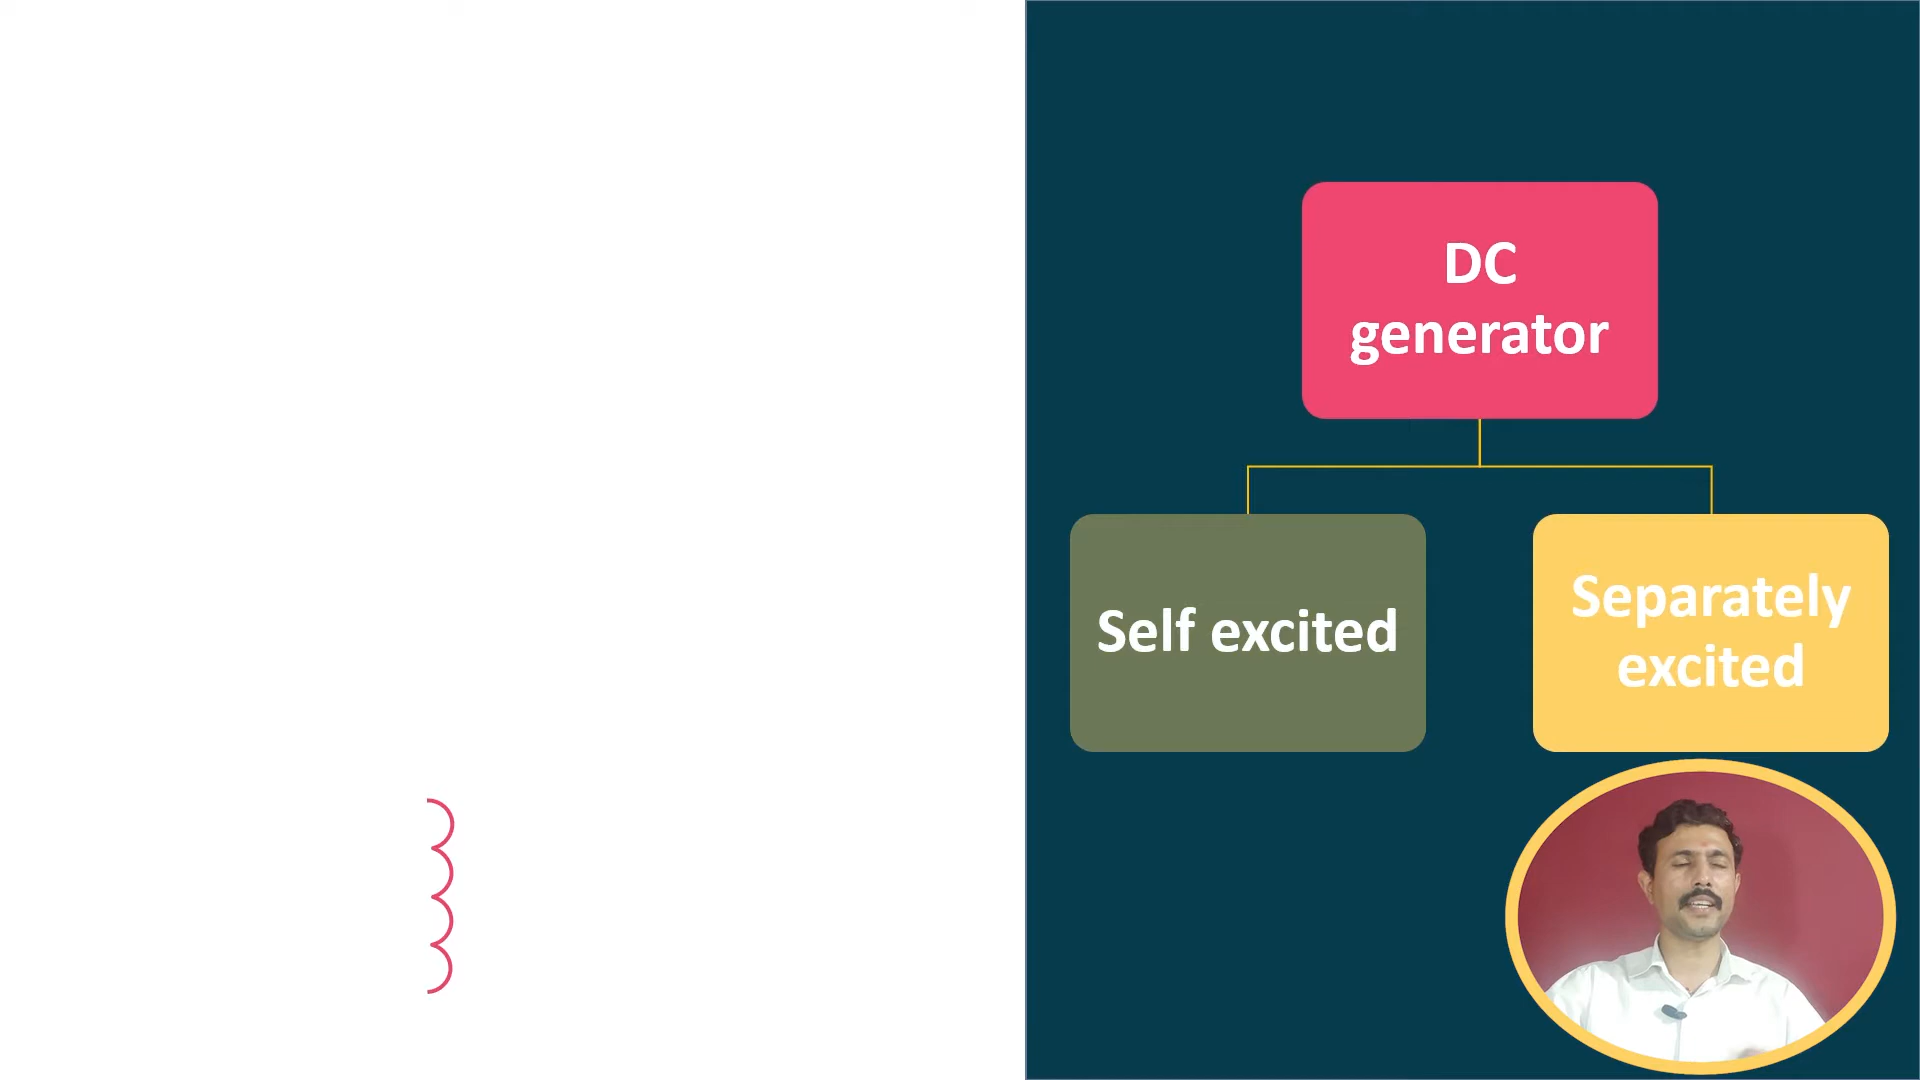 DC
generator
Self excited
Separately
excited